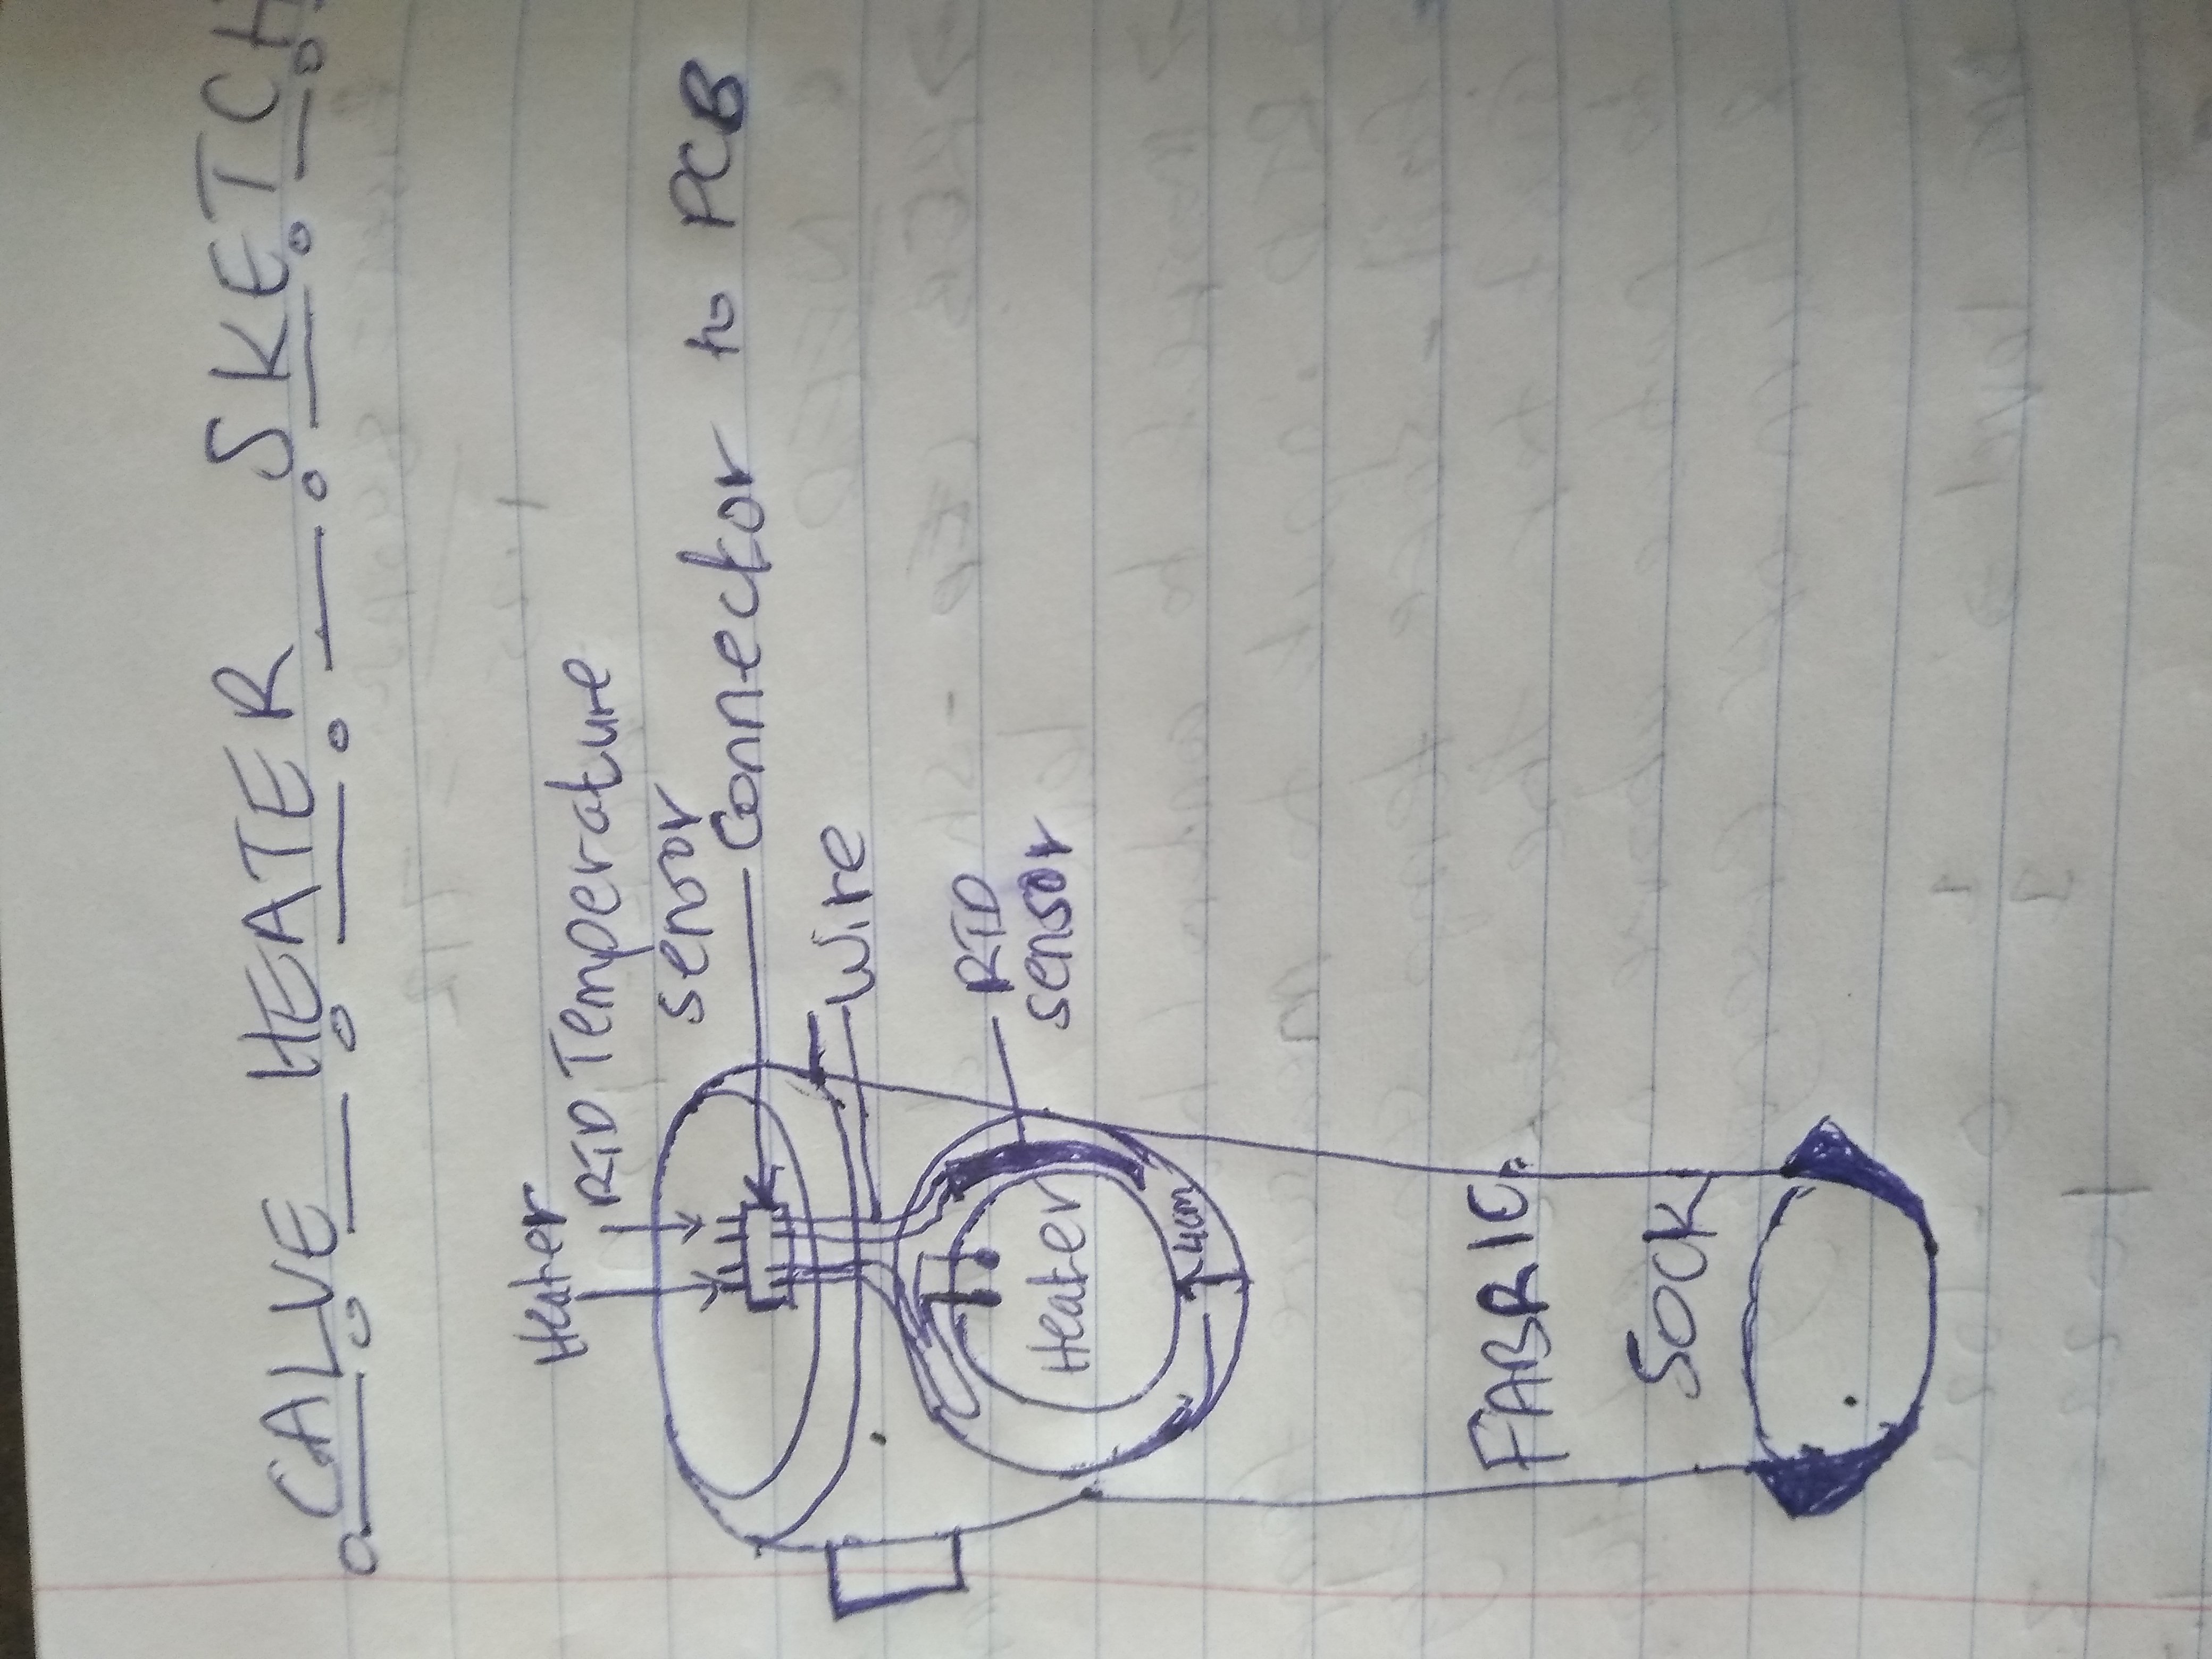 CALVE HEATER SKETCH
Heater
RTD Temperature
sensor
Connector to PCB
Wire
RTD
sensor
Heater
4cm
FABRIC
SOCK